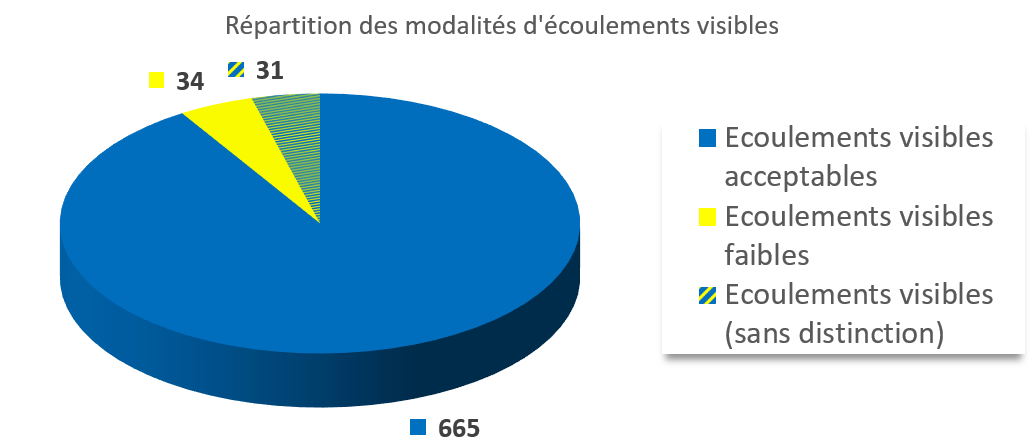 Répartition des modalités d'écoulements visibles
34
31
665
Ecoulements visibles
acceptables
Ecoulements visibles
faibles
Ecoulements visibles
(sans distinction)